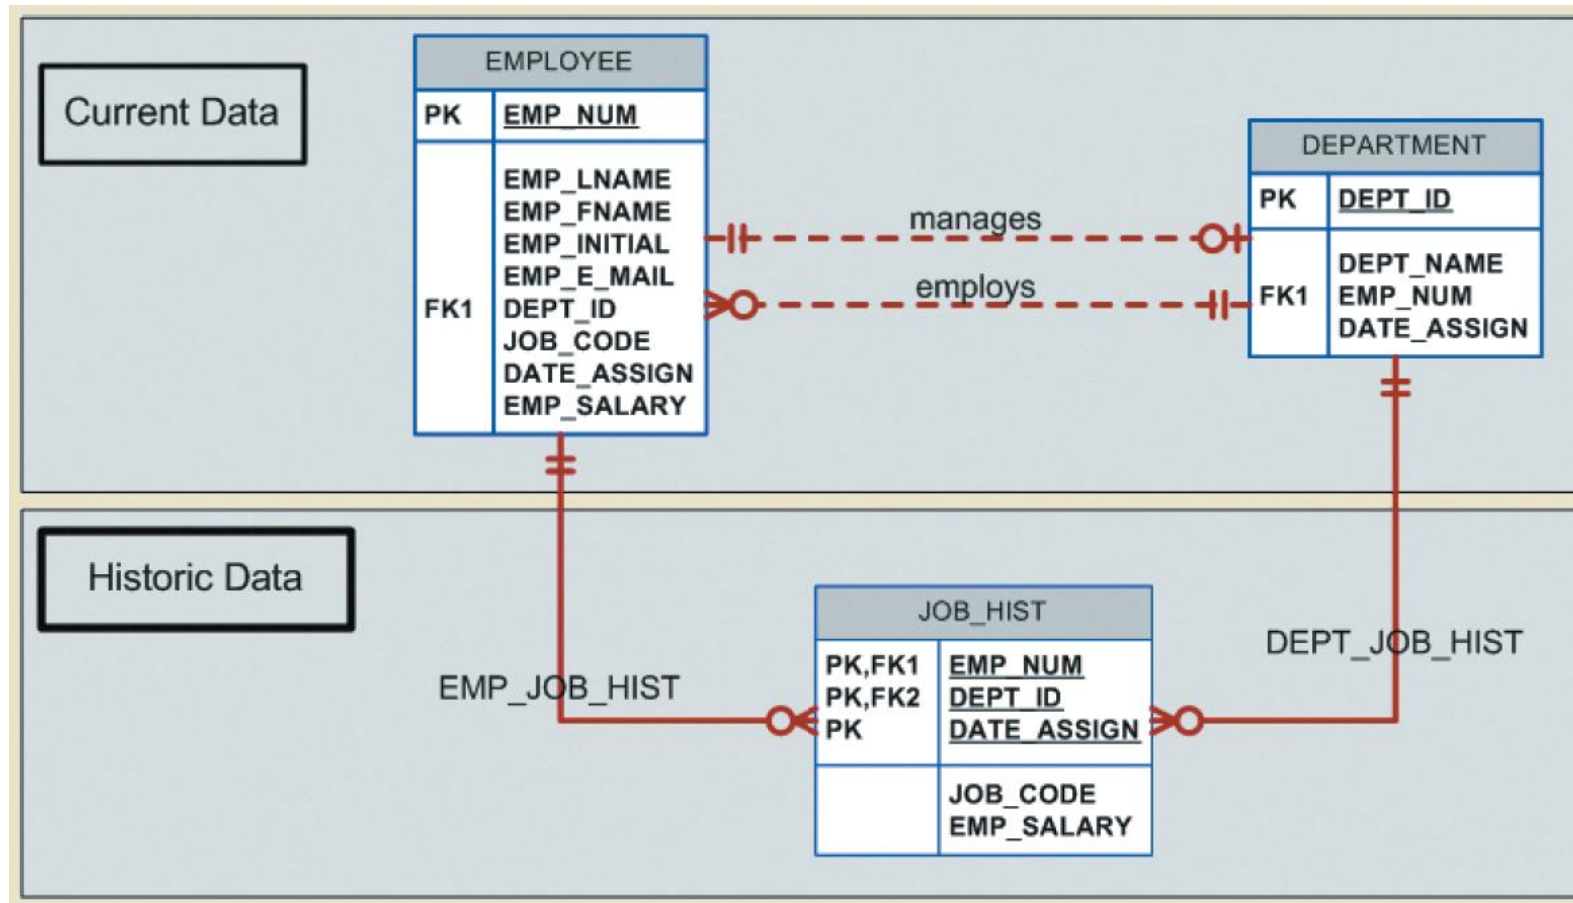 Current Data
EMPLOYEE
PK EMP_NUM
EMP_LNAME
EMP_FNAME
EMP_INITIAL
EMP_E_MAIL
FK1 DEPT_ID
JOB_CODE
DATE_ASSIGN
EMP_SALARY
manages
employs
DEPARTMENT
PK DEPT_ID
DEPT_NAME
FK1 EMP_NUM
DATE_ASSIGN
Historic Data
EMP_JOB_HIST
JOB_HIST
PK,FK1 EMP_NUM
PK,FK2 DEPT_ID
PK DATE_ASSIGN
JOB_CODE
EMP_SALARY
DEPT_JOB_HIST